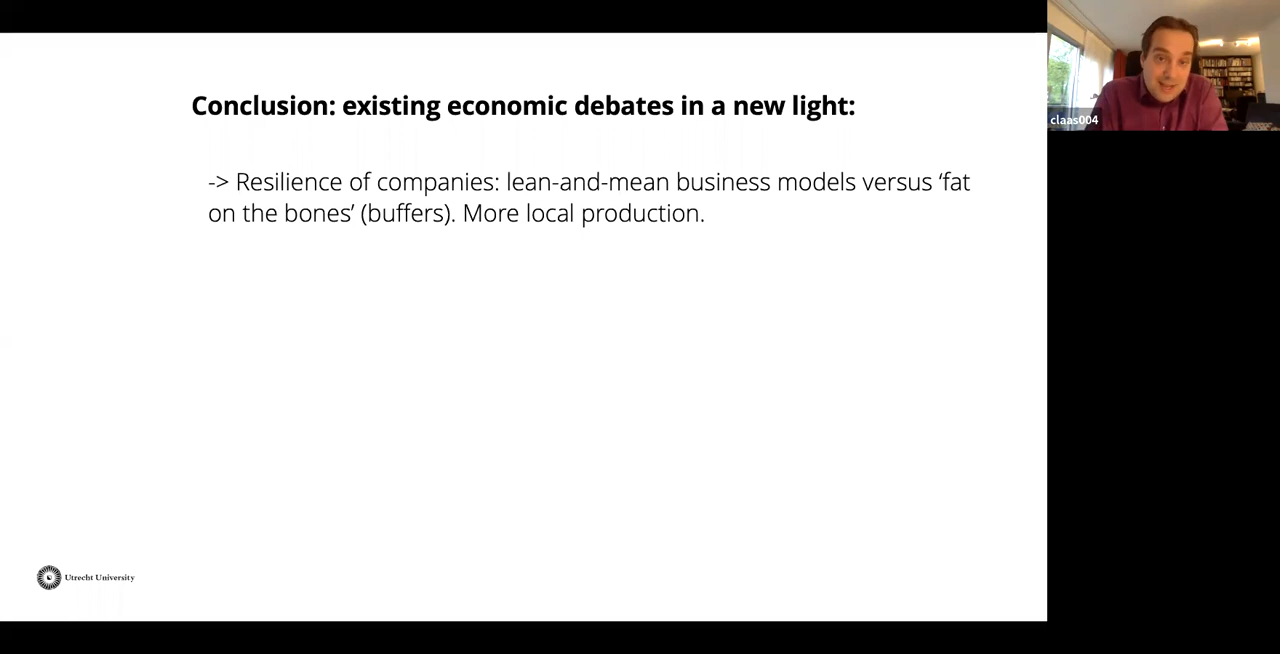 Conclusion: existing economic debates in a new light:
-> Resilience of companies: lean-and-mean business models versus ‘fat
on the bones’ (buffers). More local production.
Utrecht University
claas004